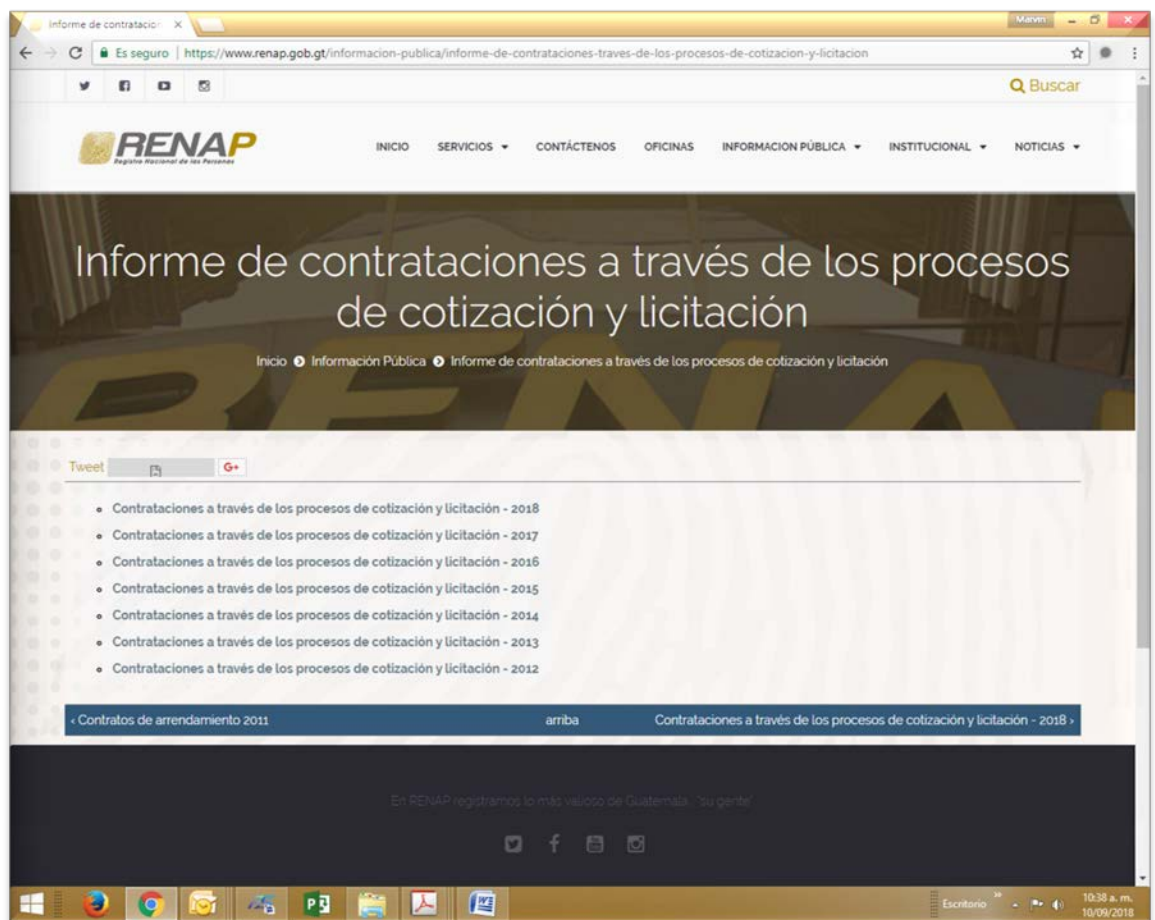 Informe de contratacior
Marvin
Es seguro | https://www.renap.gob.gt/informacion-publica/informe-de-contrataciones-traves-de-los-procesos-de-cotizacion-y-licitacion
Buscar
RENAP
Registro Nacional de las Personas
INICIO SERVICIOS CONTÁCTENOS OFICINAS INFORMACION PÚBLICA INSTITUCIONAL NOTICIAS
Informe de contrataciones a través de los procesos
de cotización y licitación
Inicio Información Pública Informe de contrataciones a través de los procesos de cotización y licitación
RENA
Tweet G+
Contrataciones a través de los procesos de cotización y licitación - 2018
Contrataciones a través de los procesos de cotización y licitación - 2017
Contrataciones a través de los procesos de cotización y licitación - 2016
Contrataciones a través de los procesos de cotización y licitación - 2015
Contrataciones a través de los procesos de cotización y licitación - 2014
Contrataciones a través de los procesos de cotización y licitación - 2013
Contrataciones a través de los procesos de cotización y licitación - 2012
‹ Contratos de arrendamiento 2011 arriba Contrataciones a través de los procesos de cotización y licitación - 2018 ›
En RENAP registramos lo más valioso de Guatemala, "su gente"
Escritorio
10:38 a. m.
10/09/2018